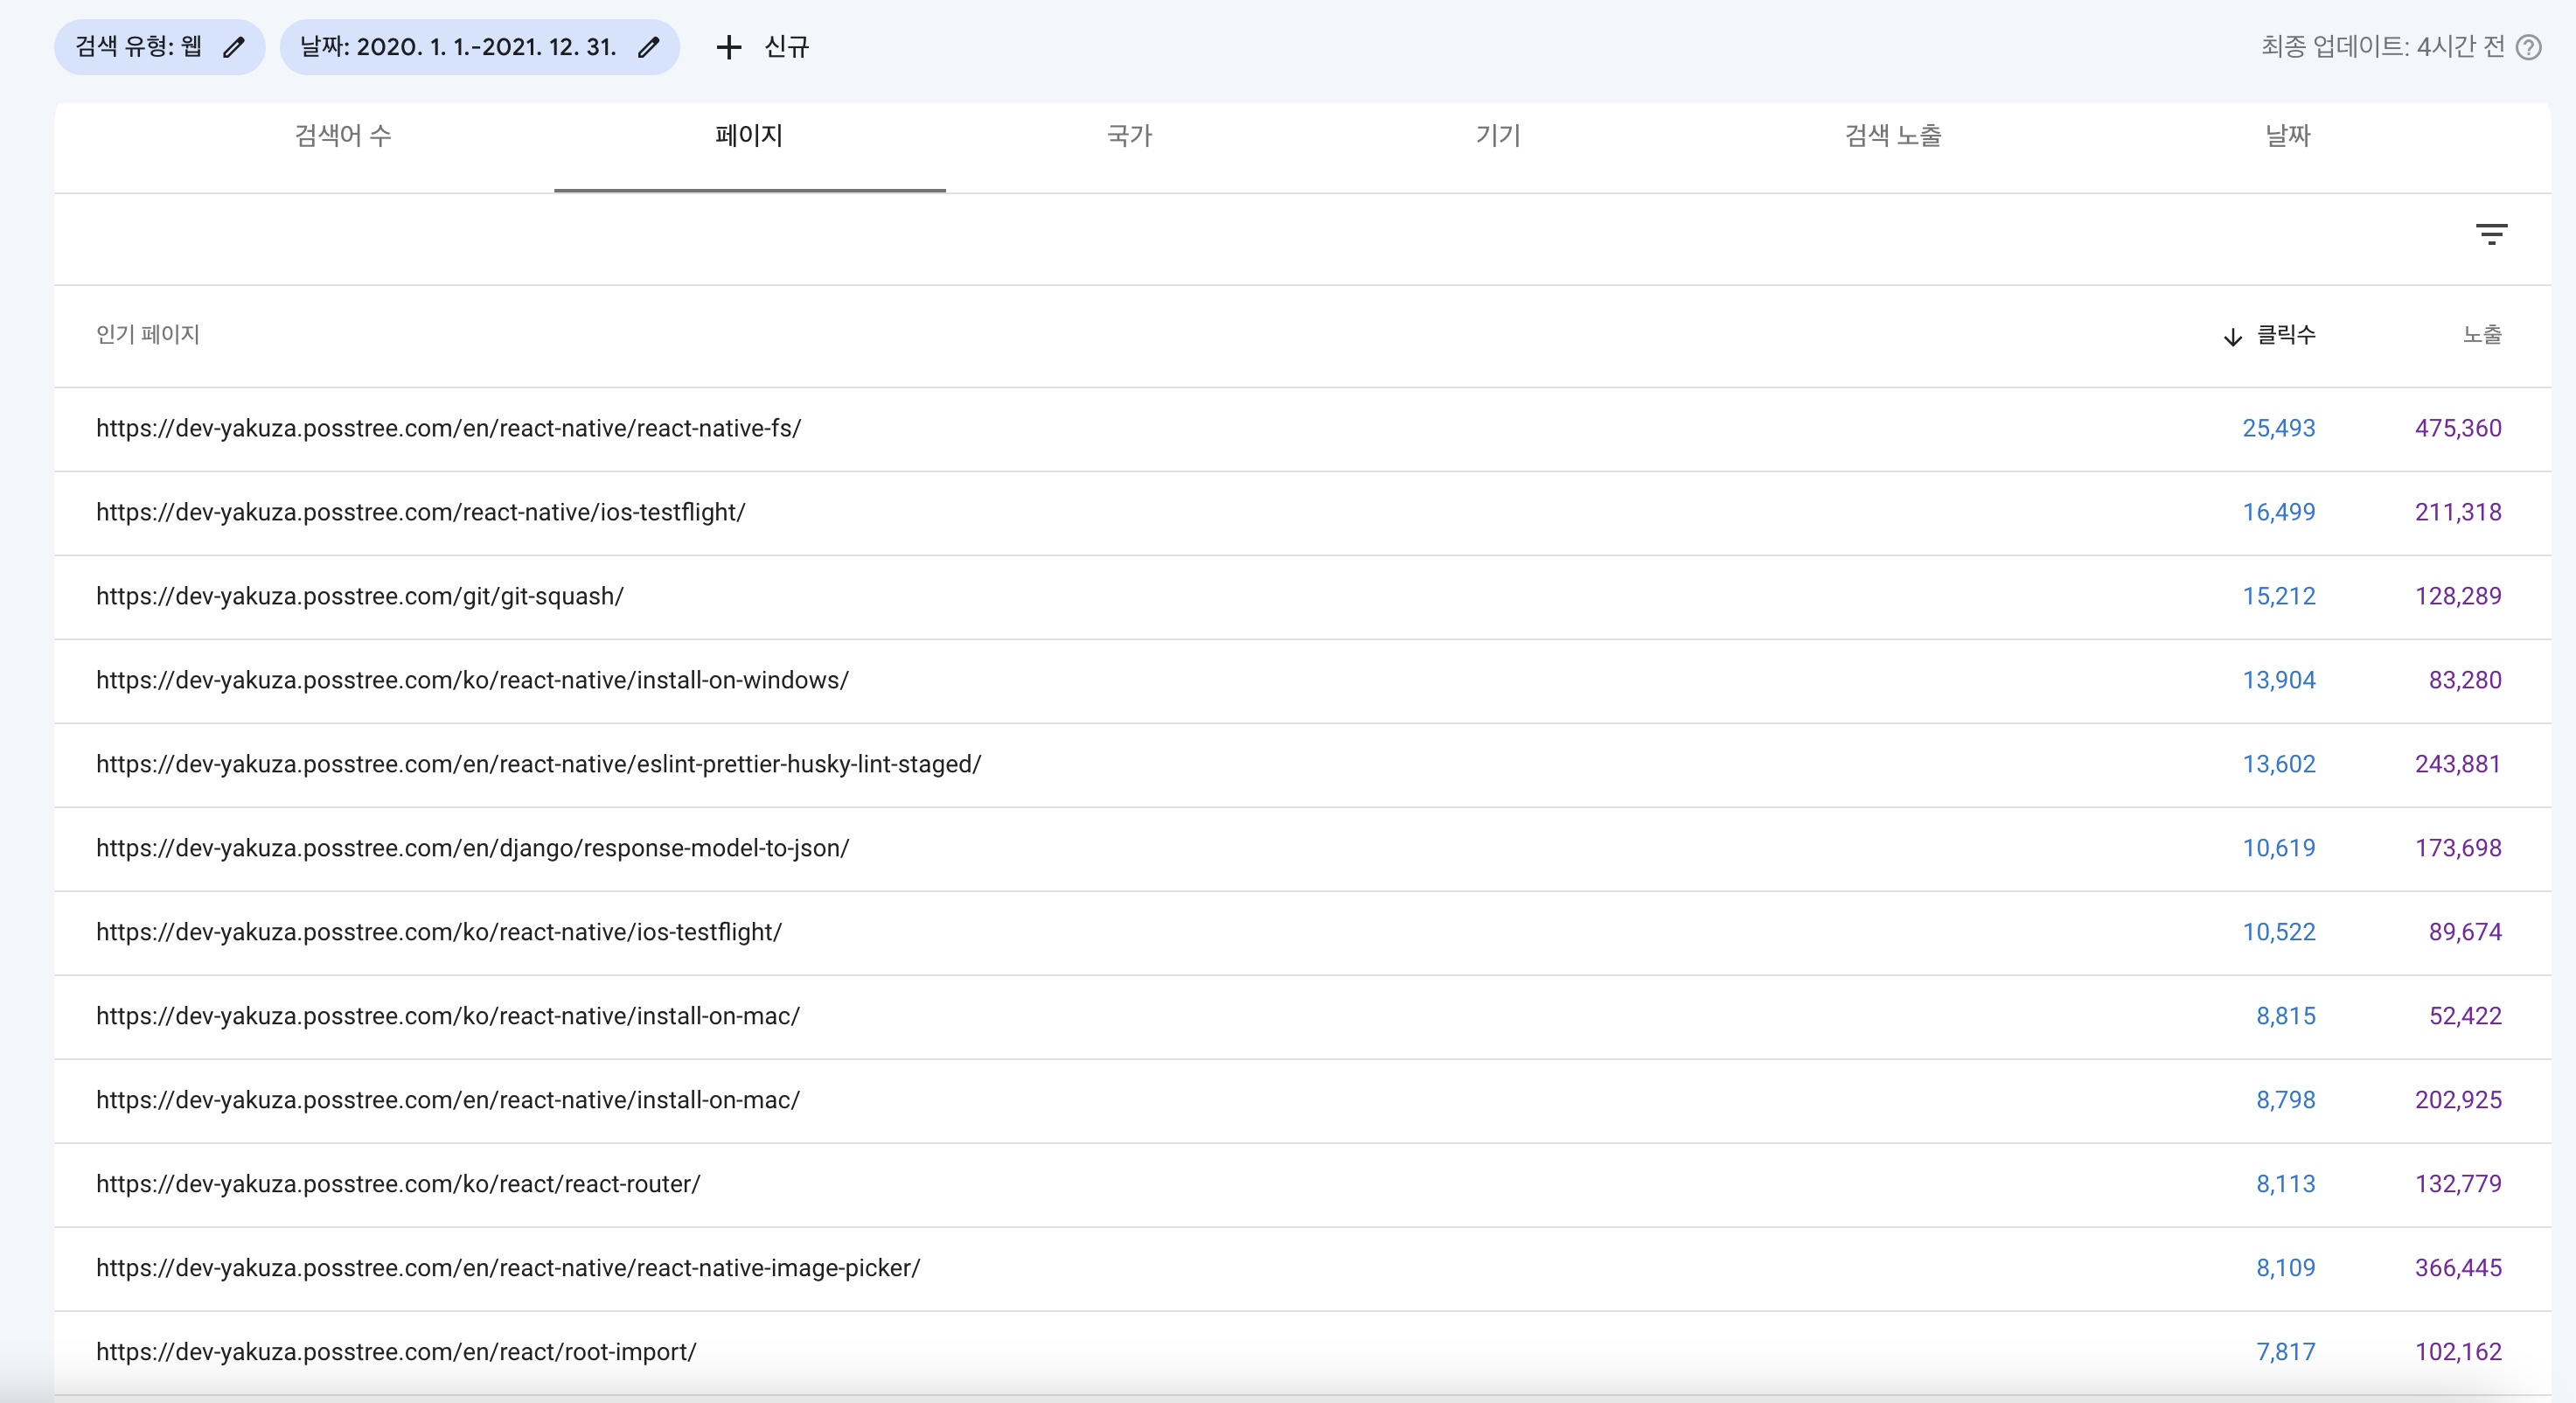 검색 유형: 웹 날짜: 2020. 1. 1.-2021. 12. 31. + 신규 최종 업데이트: 4시간 전
검색어 수 페이지 국가 기기 검색 노출 날짜
인기 페이지 ↓ 클릭수 노출
https://dev-yakuza.posstree.com/en/react-native/react-native-fs/ 25,493 475,360
https://dev-yakuza.posstree.com/react-native/ios-testflight/ 16,499 211,318
https://dev-yakuza.posstree.com/git/git-squash/ 15,212 128,289
https://dev-yakuza.posstree.com/ko/react-native/install-on-windows/ 13,904 83,280
https://dev-yakuza.posstree.com/en/react-native/eslint-prettier-husky-lint-staged/ 13,602 243,881
https://dev-yakuza.posstree.com/en/django/response-model-to-json/ 10,619 173,698
https://dev-yakuza.posstree.com/ko/react-native/ios-testflight/ 10,522 89,674
https://dev-yakuza.posstree.com/ko/react-native/install-on-mac/ 8,815 52,422
https://dev-yakuza.posstree.com/en/react-native/install-on-mac/ 8,798 202,925
https://dev-yakuza.posstree.com/ko/react/react-router/ 8,113 132,779
https://dev-yakuza.posstree.com/en/react-native/react-native-image-picker/ 8,109 366,445
https://dev-yakuza.posstree.com/en/react/root-import/ 7,817 102,162